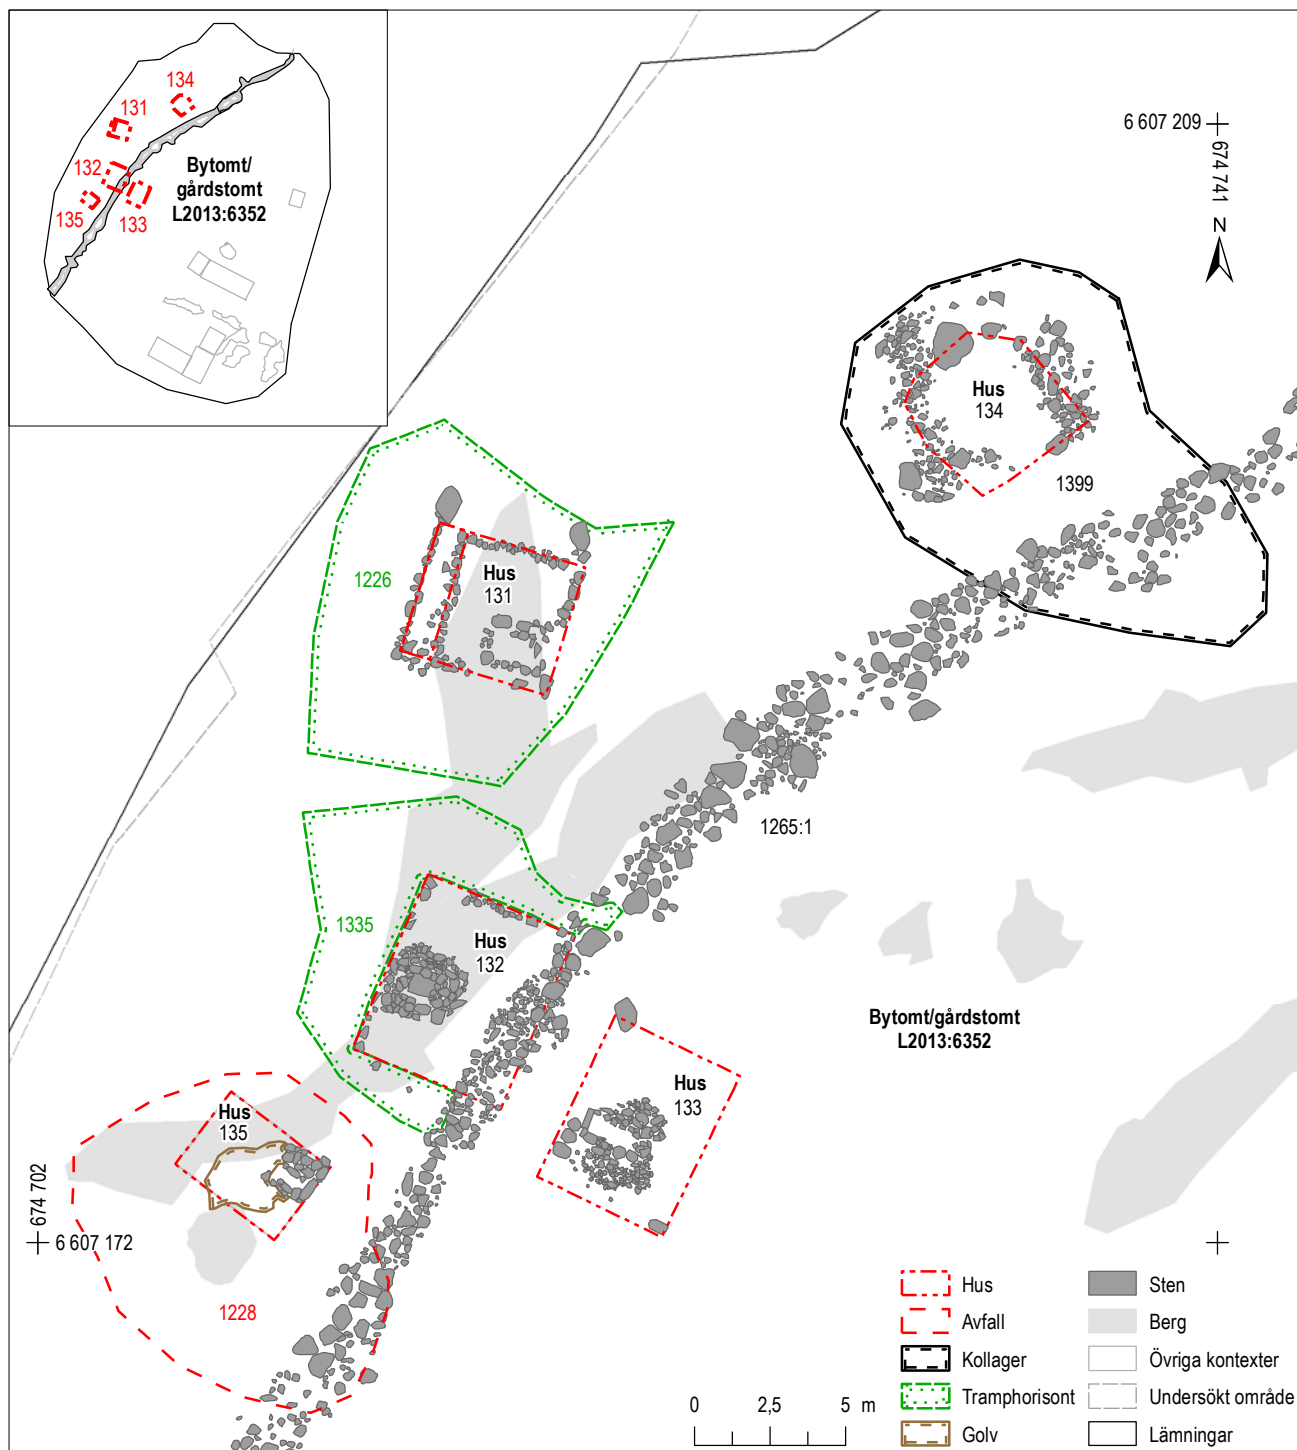 134
131
132
135
133
Bytomt/
gårdstomt
L2013:6352
6 607 209
674 741
N
Hus
134
1399
1226
Hus
131
1265:1
1335
Hus
132
Bytomt/gårdstomt
L2013:6352
Hus
133
Hus
135
674 702
6 607 172
1228
Hus
Avfall
Kollager
Tramphorisont
Golv
Sten
Berg
Övriga kontexter
Undersökt område
Lämningar
0 2,5 5 m